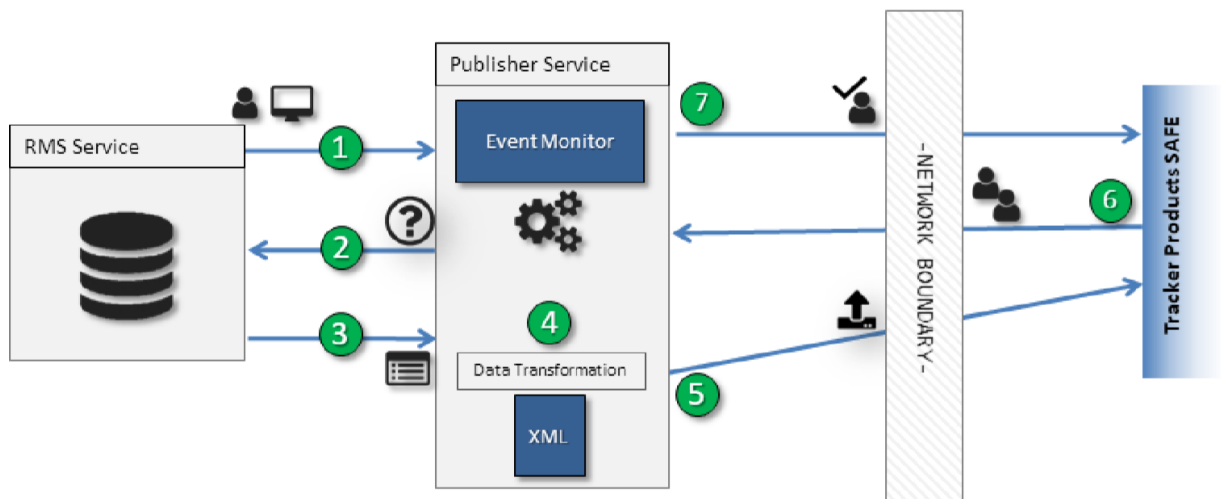 Publisher Service
RMS Service
Event Monitor
1
2
?
3
4
Data Transformation
XML
5
6
7
-NETWORK BOUNDARY-
Tracker Products SAFE